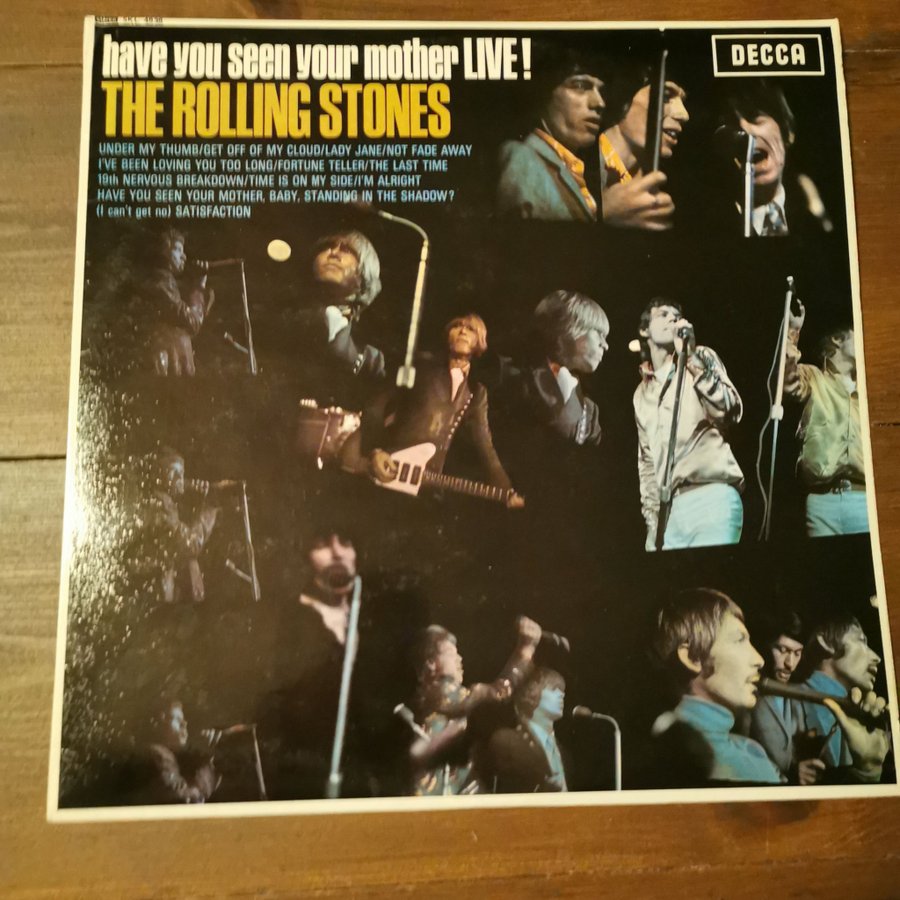 SKL 4838
have you seen your mother LIVE!
DECCA
THE ROLLING STONES
UNDER MY THUMB/GET OFF OF MY CLOUD/LADY JANE/NOT FADE AWAY
I'VE BEEN LOVING YOU TOO LONG/FORTUNE TELLER/THE LAST TIME
19th NERVOUS BREAKDOWN/TIME IS ON MY SIDE/I'M ALRIGHT
HAVE YOU SEEN YOUR MOTHER, BABY, STANDING IN THE SHADOW?
(I can't get no) SATISFACTION